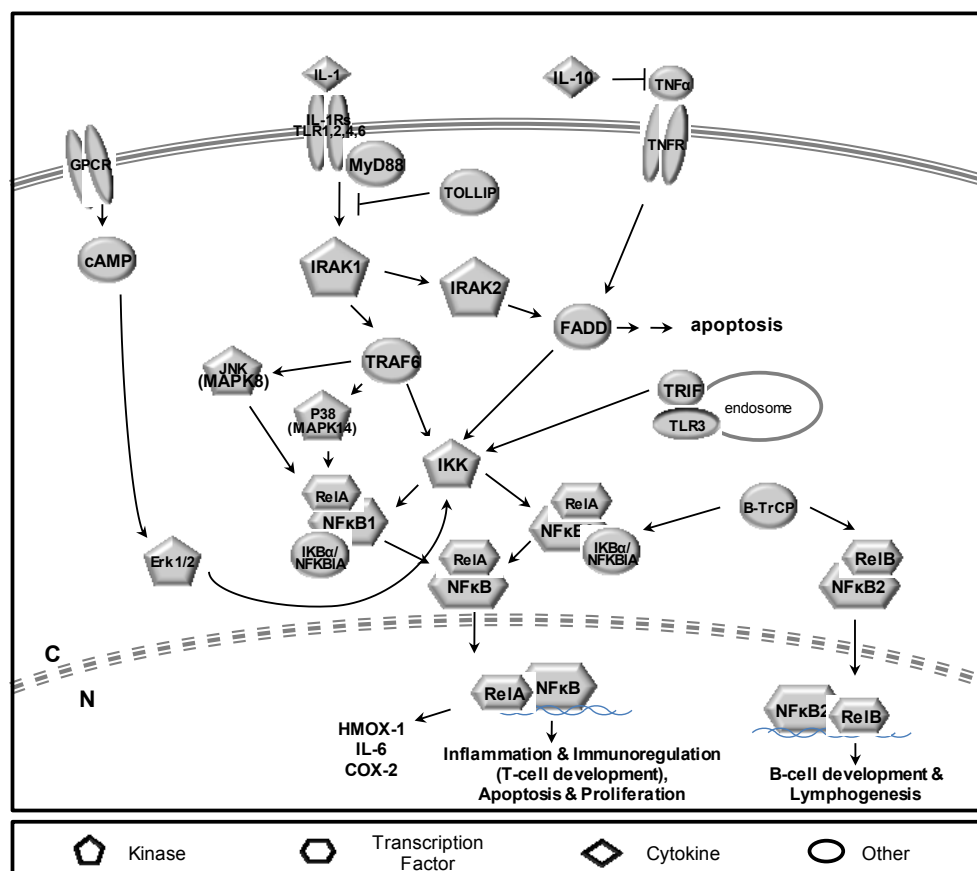 IL-1
IL-10
TNFα
IL-1Rs
TLR1,2,4,6
GPCR
TNFR
MyD88
TOLLIP
cAMP
IRAK1
IRAK2
FADD
apoptosis
JNK
(MAPK8)
TRAF6
TRIF
endosome
TLR3
P38
(MAPK14)
IKK
RelA
NFκB1
IKBα/
NFKBIA
RelA
NFκB
IKBα/
NFKBIA
B-TrCP
Erk1/2
RelA
NFκB
RelB
NFκB2
C
N
RelA
NFκB
NFκB2
RelB
HMOX-1
IL-6
COX-2
Inflammation & Immunoregulation
(T-cell development),
Apoptosis & Proliferation
B-cell development &
Lymphogenesis
Kinase
Transcription
Factor
Cytokine
Other